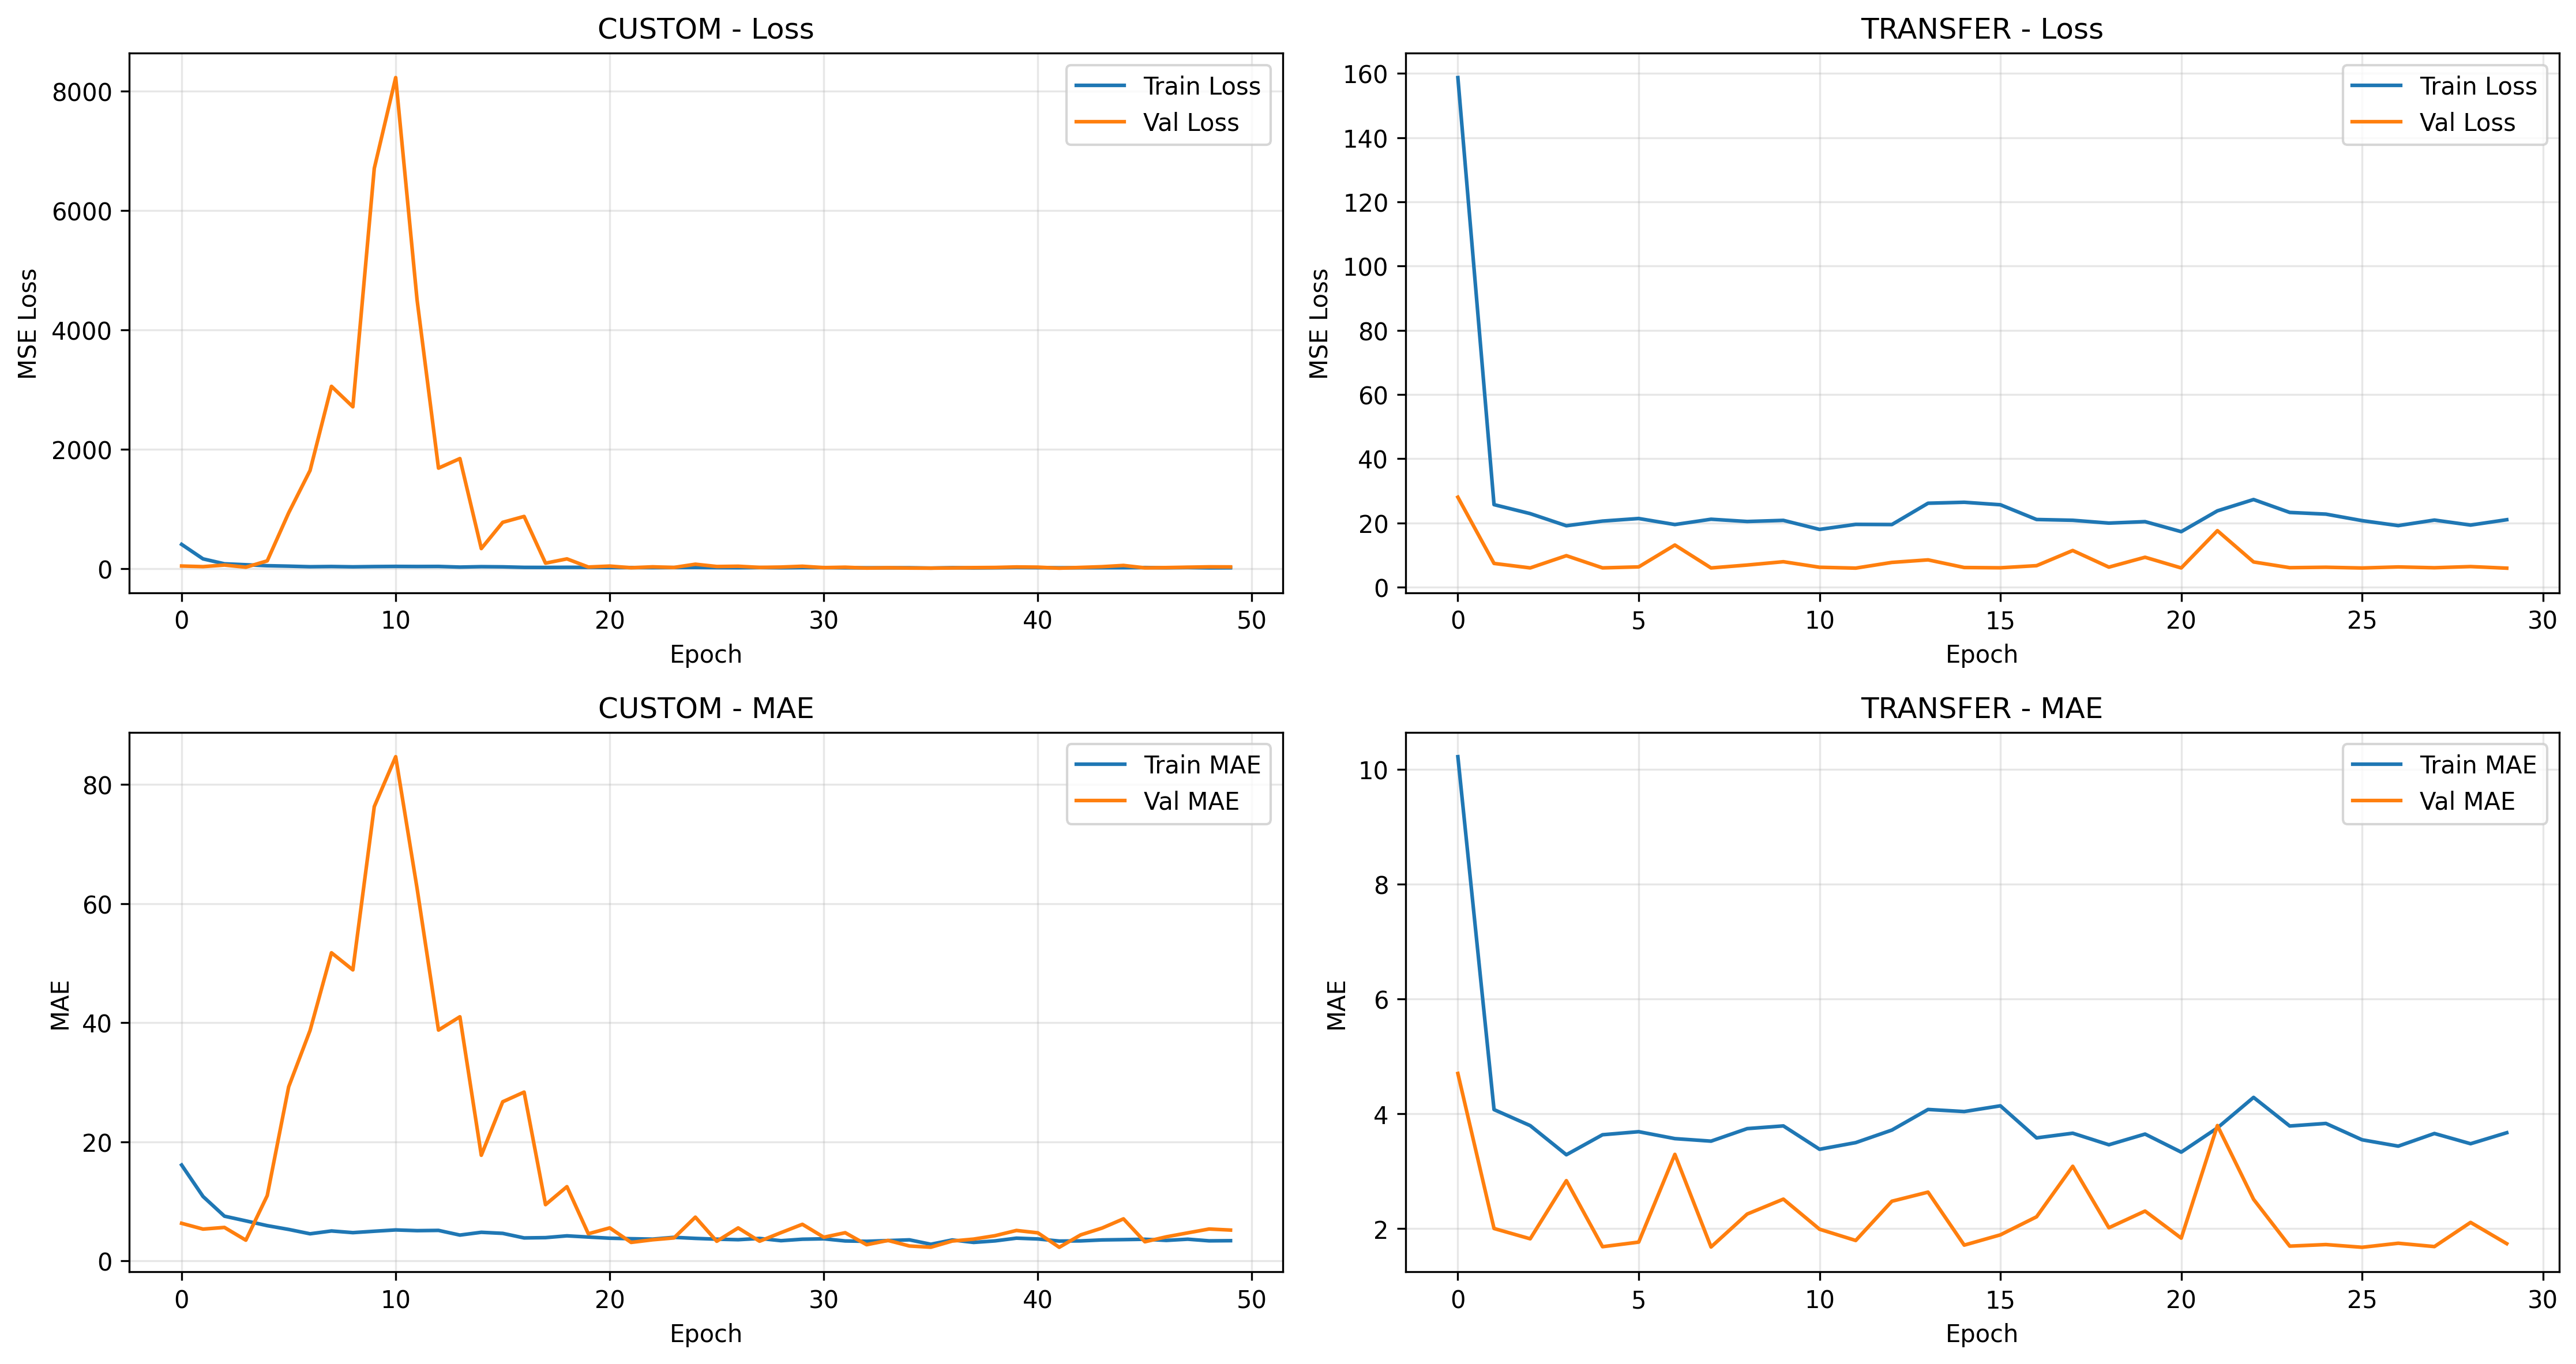 CUSTOM - Loss
MSE Loss
8000
6000
4000
2000
0
Train Loss
Val Loss
0 10 20 30 40 50
Epoch
TRANSFER - Loss
MSE Loss
160
140
120
100
80
60
40
20
0
Train Loss
Val Loss
0 5 10 15 20 25 30
Epoch
CUSTOM - MAE
MAE
80
60
40
20
0
Train MAE
Val MAE
0 10 20 30 40 50
Epoch
TRANSFER - MAE
MAE
10
8
6
4
2
Train MAE
Val MAE
0 5 10 15 20 25 30
Epoch